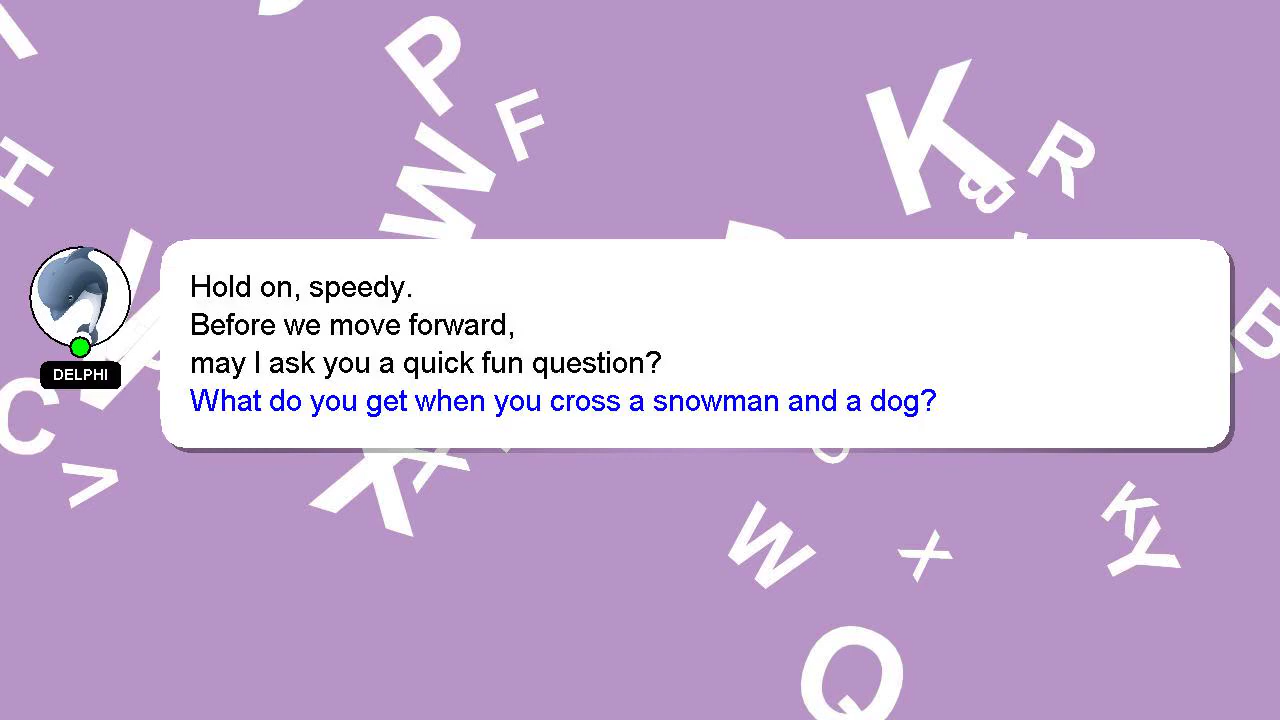 Hold on, speedy.
Before we move forward,
may I ask you a quick fun question?
What do you get when you cross a snowman and a dog?
DELPHI
P
F
W
K
R
B
H
C
V
X
X
W
X
K
Y
Q
B